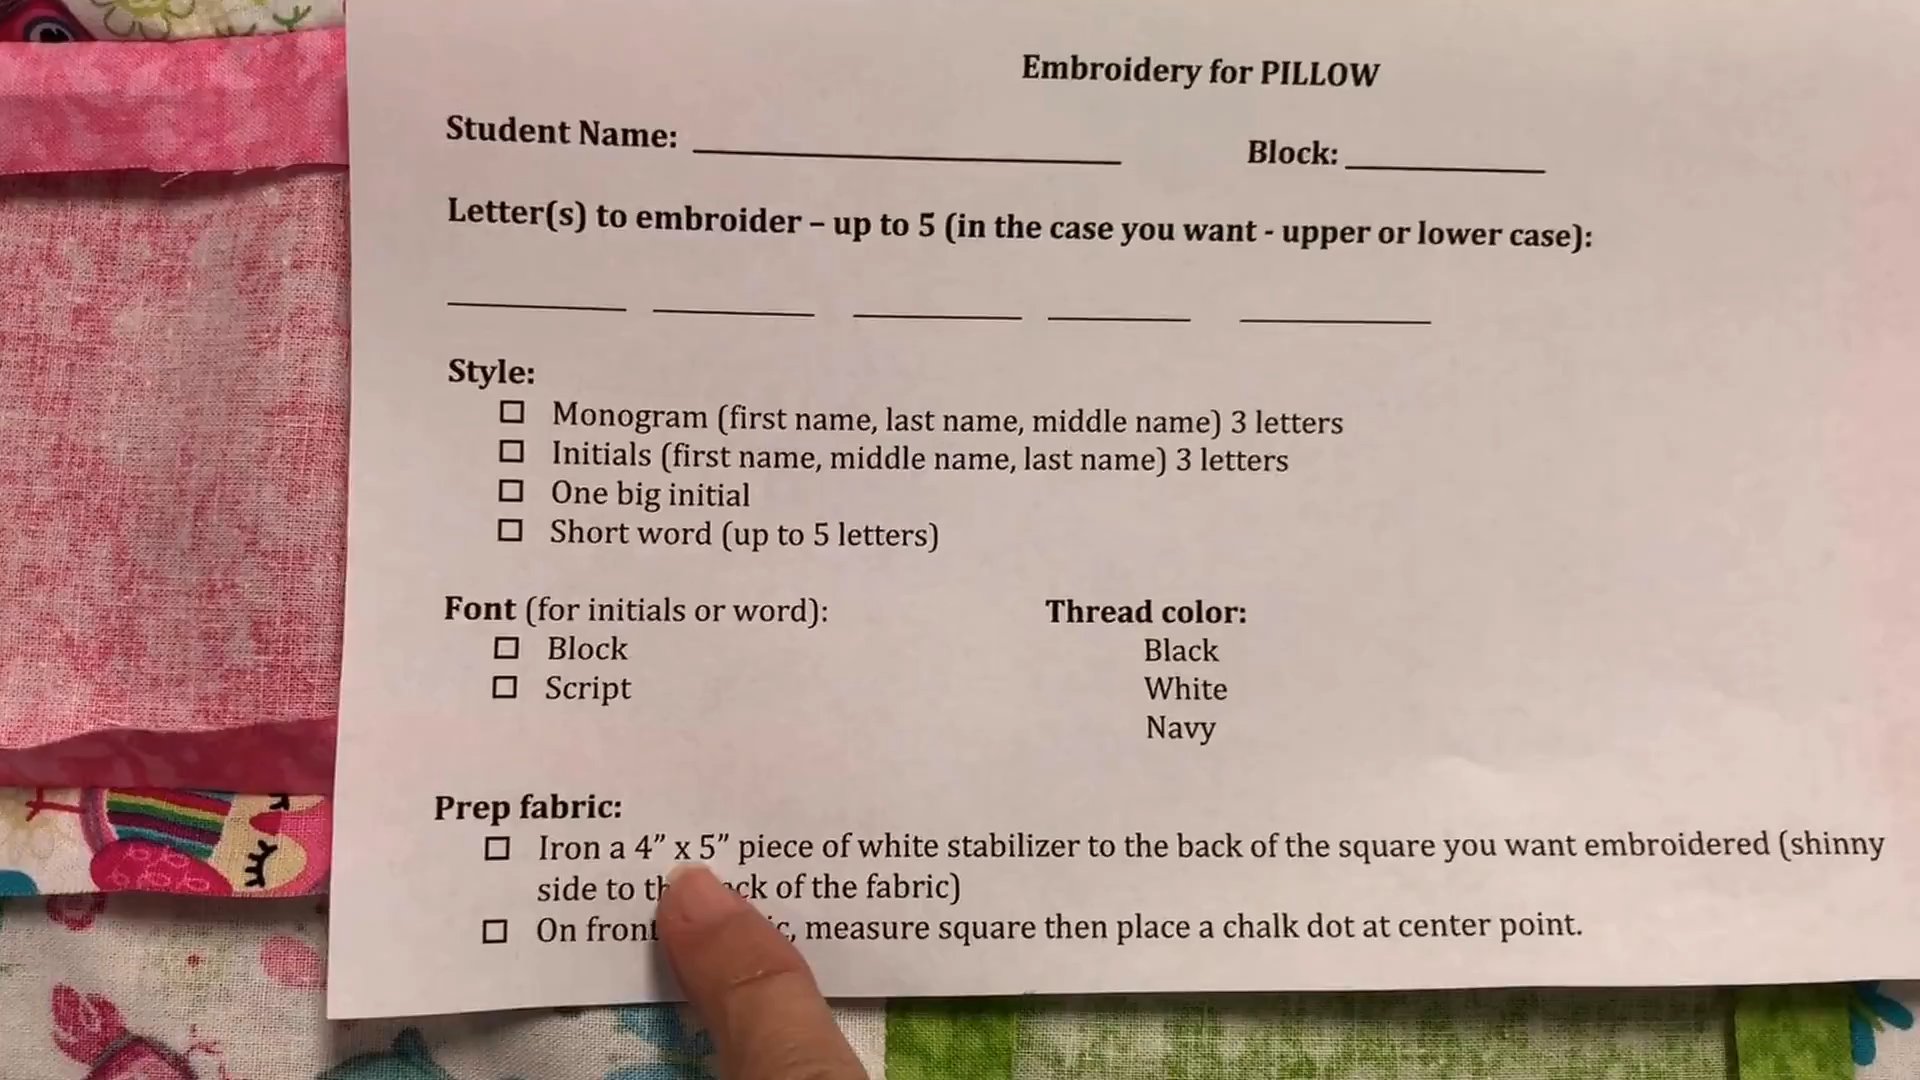 Embroidery for PILLOW
Student Name: Block:
Letter(s) to embroider – up to 5 (in the case you want - upper or lower case):
Style:
Monogram (first name, last name, middle name) 3 letters
Initials (first name, middle name, last name) 3 letters
One big initial
Short word (up to 5 letters)
Font (for initials or word): Thread color:
Block Black
Script White
Navy
Prep fabric:
Iron a 4” x 5” piece of white stabilizer to the back of the square you want embroidered (shinny
side to of the fabric)
On front measure square then place a chalk dot at center point.